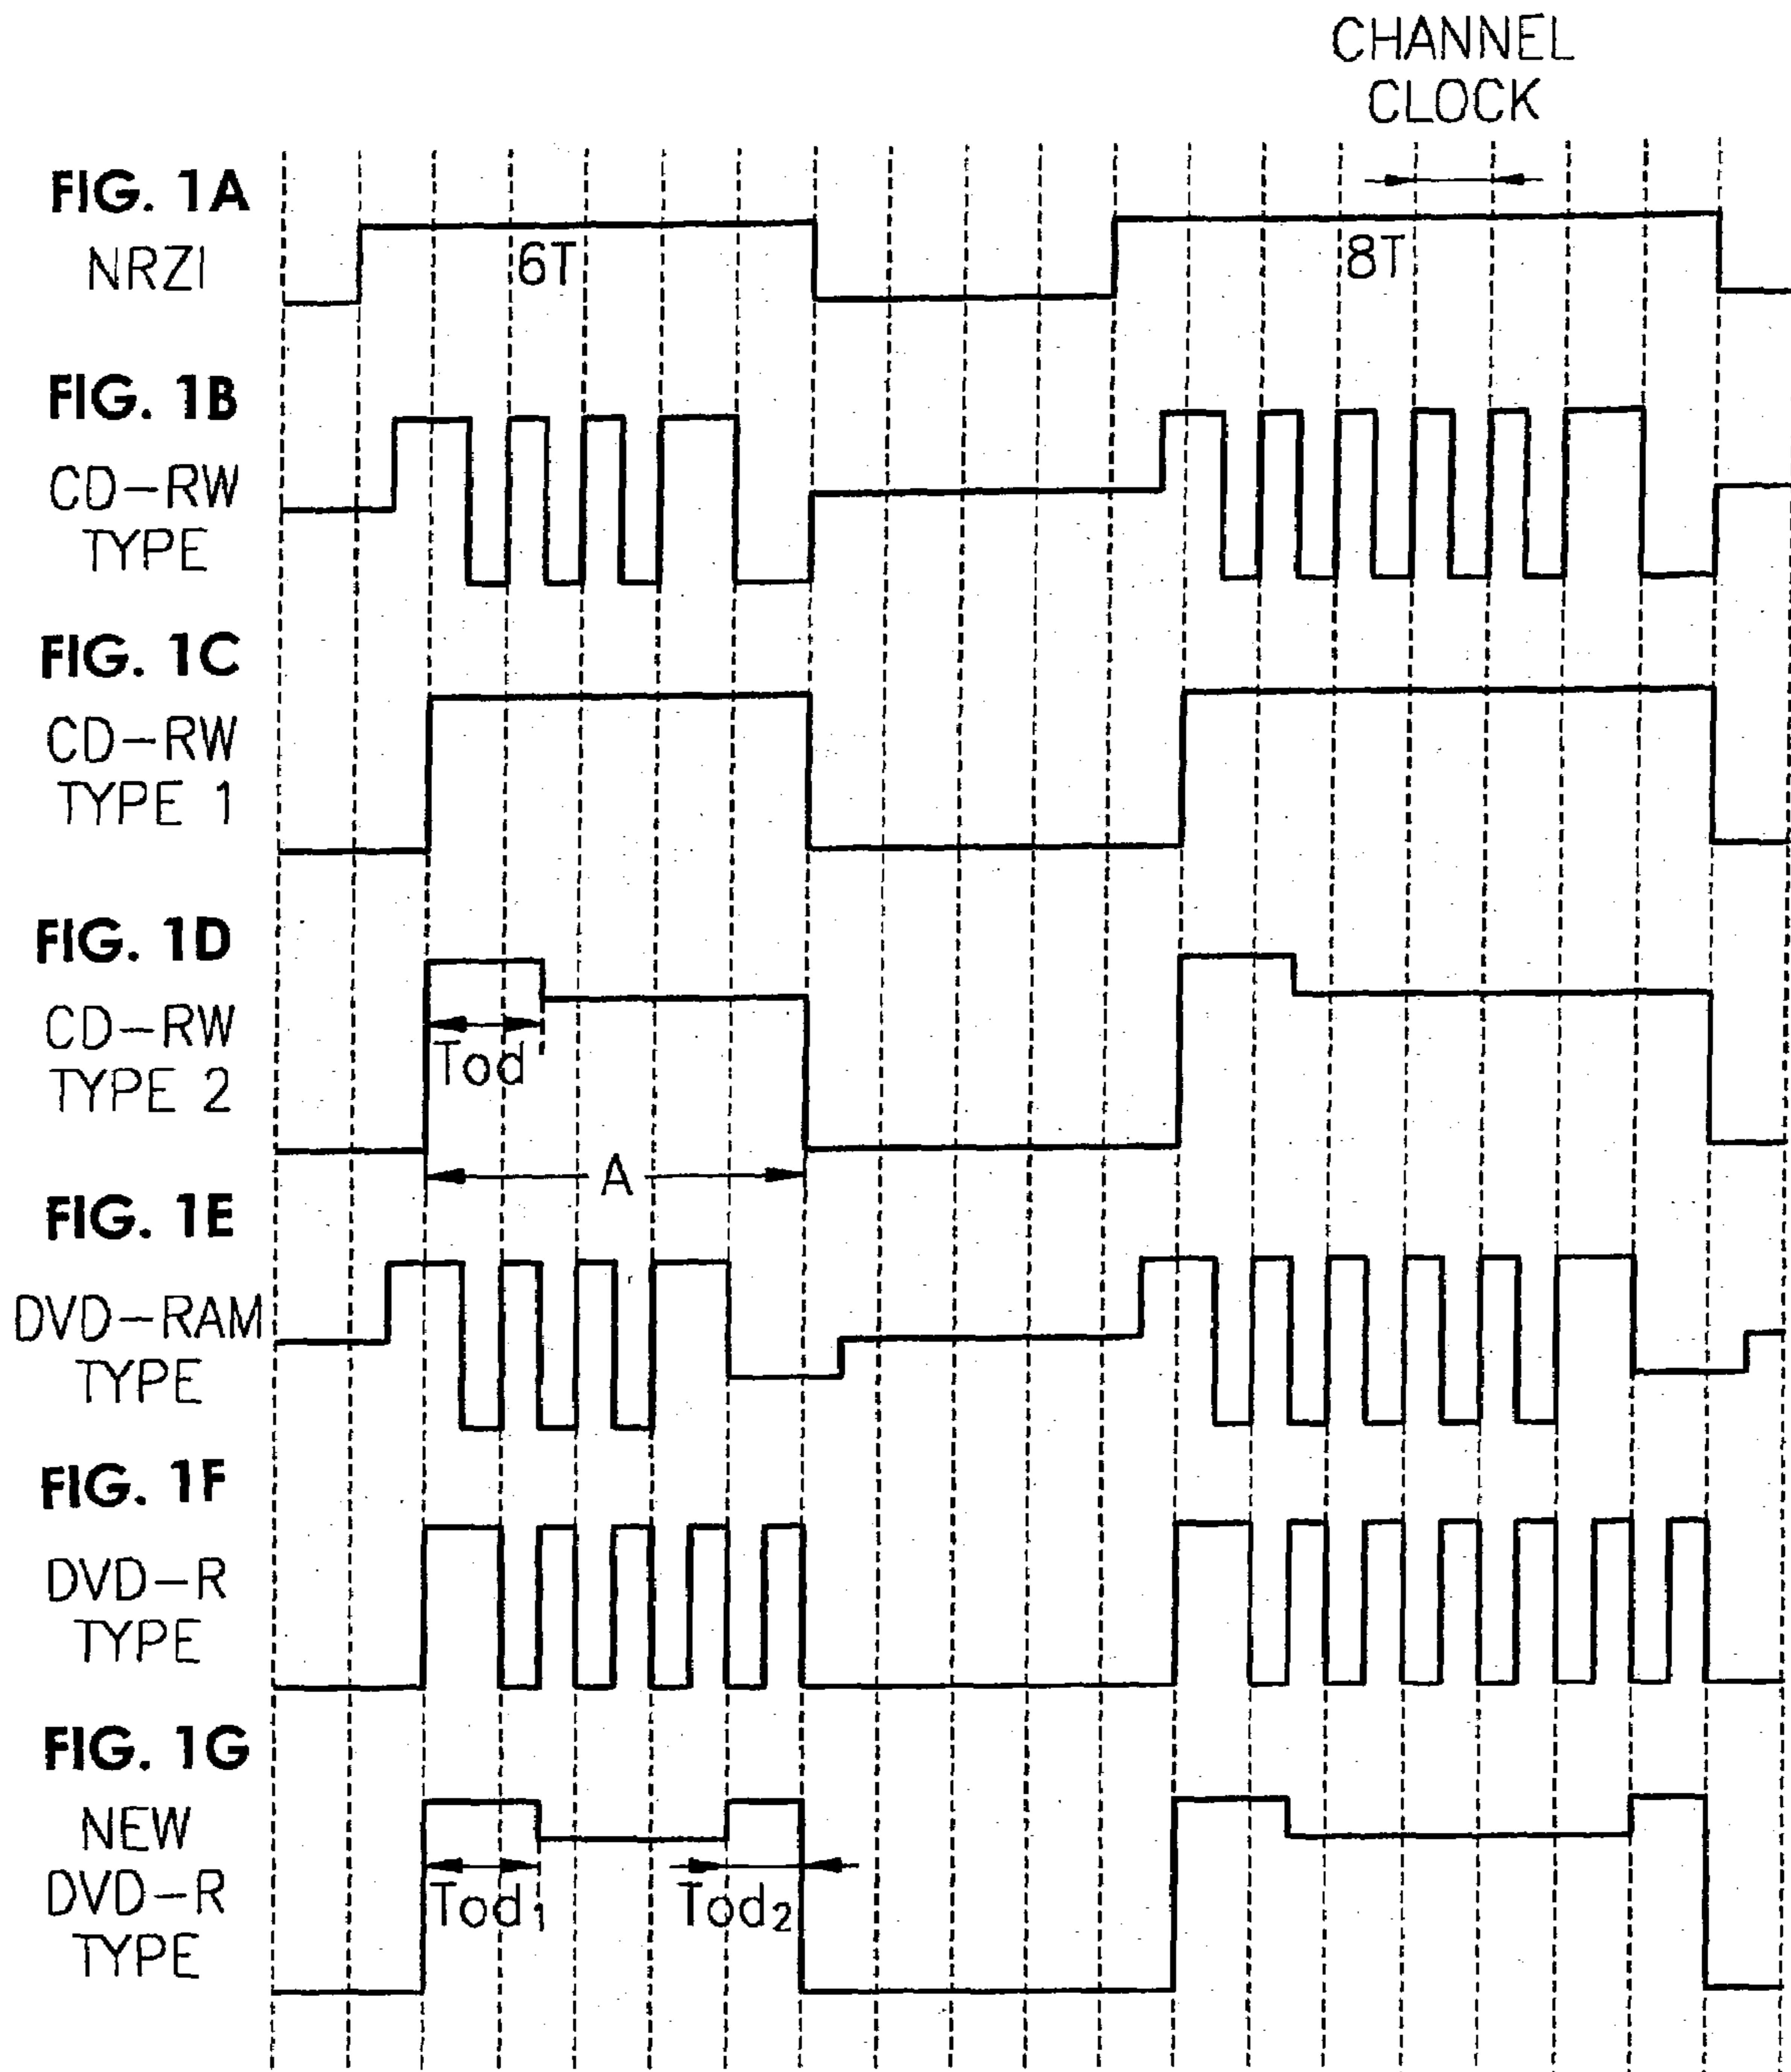 CHANNEL
CLOCK
FIG. 1A
NRZI
6T
8T
FIG. 1B
CD-RW
TYPE
FIG. 1C
CD-RW
TYPE 1
FIG. 1D
CD-RW
TYPE 2
Tod'
A
FIG. 1E
DVD-RAM
TYPE
FIG. 1F
DVD-R
TYPE
FIG. 1G
NEW
DVD-R
TYPE
Tod1
Tod2